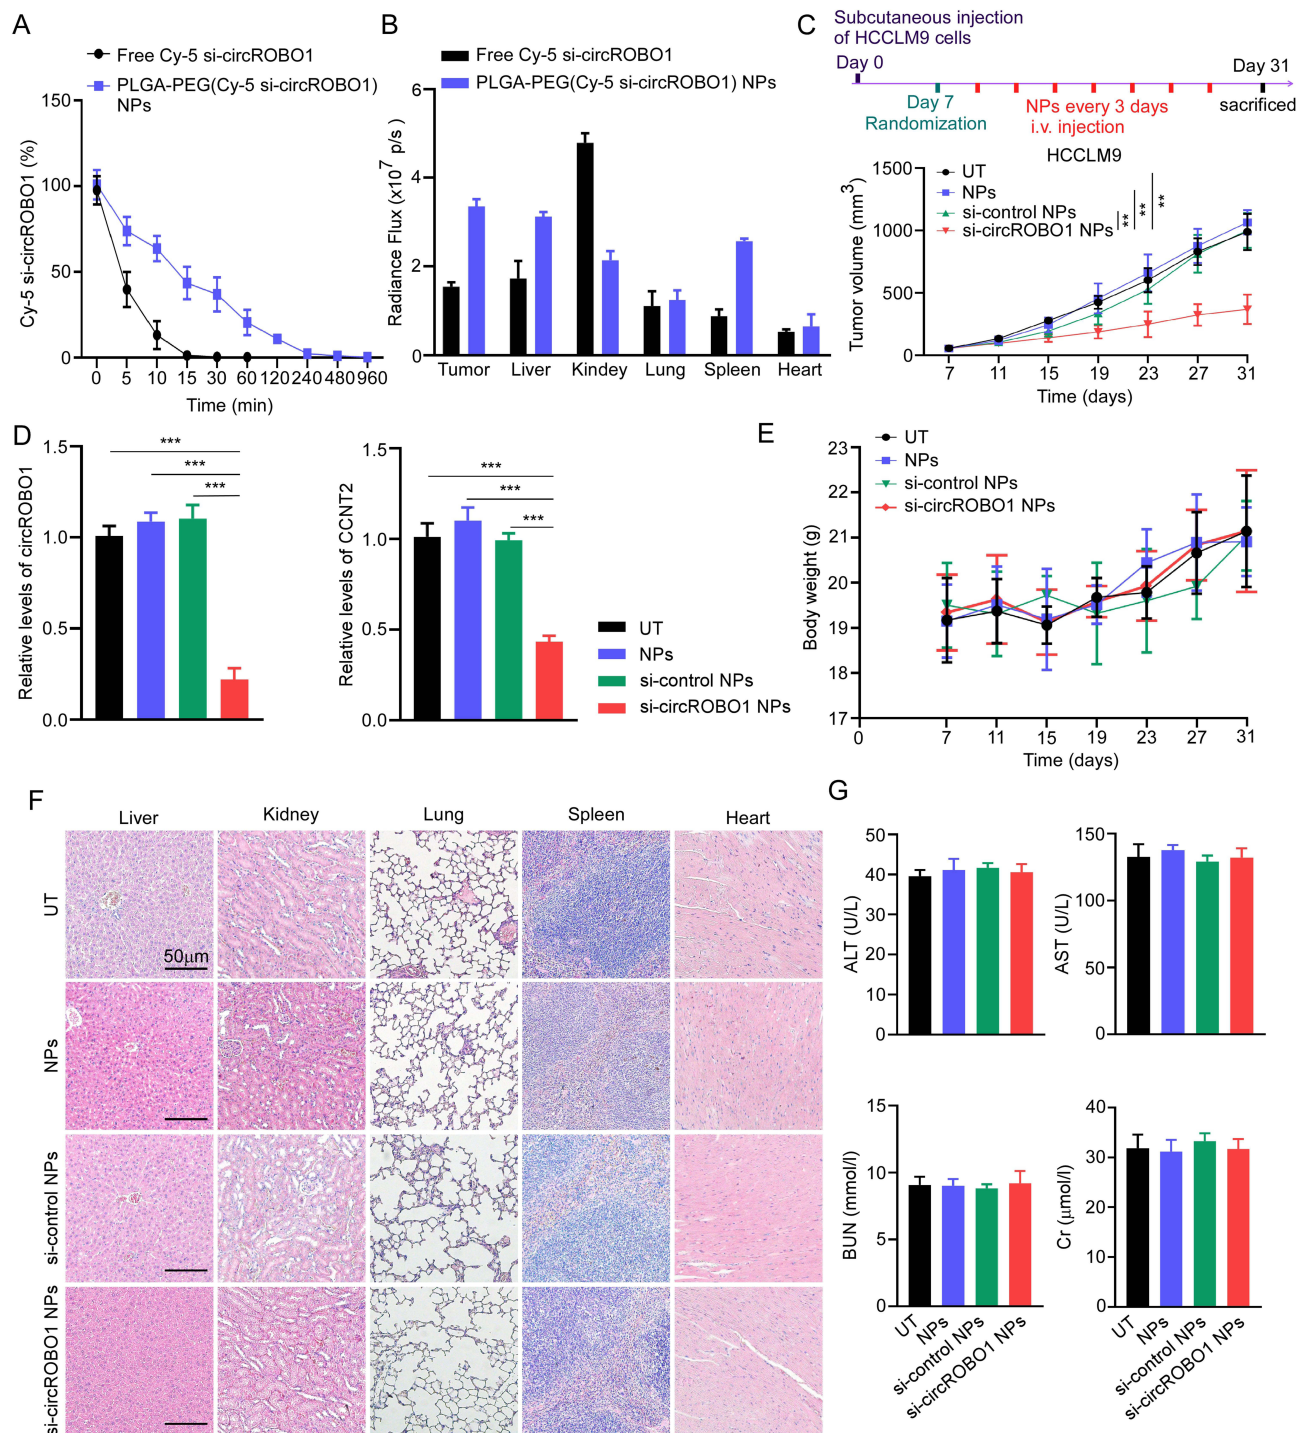 A
Free Cy-5 si-circROBO1
PLGA-PEG(Cy-5 si-circROBO1)
NPs
Cy-5 si-circROBO1 (%)
150
100
50
0
0 5 10 15 30 60 120 240 480 960
Time (min)
B
Free Cy-5 si-circROBO1
PLGA-PEG(Cy-5 si-circROBO1) NPs
Radiance Flux (x10⁷ p/s)
6
4
2
0
Tumor Liver Kindey Lung Spleen Heart
C
Subcutaneous injection
of HCCLM9 cells
Day 0
Day 31
Day 7
Randomization
NPs every 3 days
i.v. injection
sacrificed
HCCLM9
UT
NPs
si-control NPs
si-circROBO1 NPs
** ** **
Tumor volume (mm³)
1500
1000
500
0
7 11 15 19 23 27 31
Time (days)
D
Relative levels of circROBO1
1.5
1.0
0.5
0.0
***
***
***
Relative levels of CCNT2
1.5
1.0
0.5
0.0
***
***
***
UT
NPs
si-control NPs
si-circROBO1 NPs
E
UT
NPs
si-control NPs
si-circROBO1 NPs
Body weight (g)
23
22
21
20
19
18
17
0 7 11 15 19 23 27 31
Time (days)
F
Liver Kidney Lung Spleen Heart
UT
50μm
NPs
si-control NPs
si-circROBO1 NPs
G
ALT (U/L)
50
40
30
20
10
0
AST (U/L)
150
100
50
0
BUN (mmol/l)
15
10
5
0
UT
NPs
si-control NPs
si-circROBO1 NPs
Cr (μmol/l)
40
30
20
10
0
UT
NPs
si-control NPs
si-circROBO1 NPs